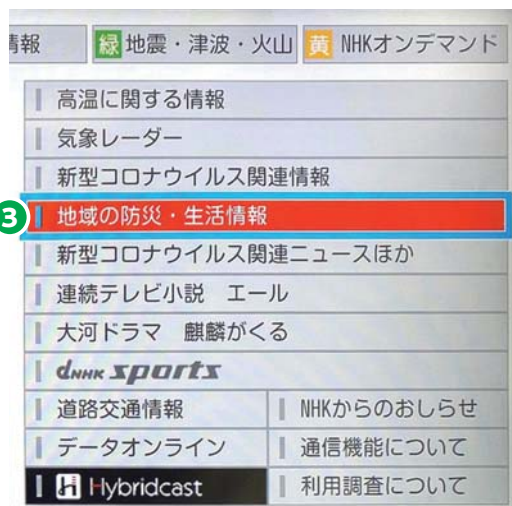 情報 緑 地震・津波・火山 黄 NHKオンデマンド
高温に関する情報
気象レーダー
新型コロナウイルス関連情報
3 地域の防災・生活情報
新型コロナウイルス関連ニュースほか
連続テレビ小説 エール
大河ドラマ 麒麟がくる
dNHK sports
道路交通情報 NHKからのおしらせ
データオンライン 通信機能について
H Hybridcast 利用調査について